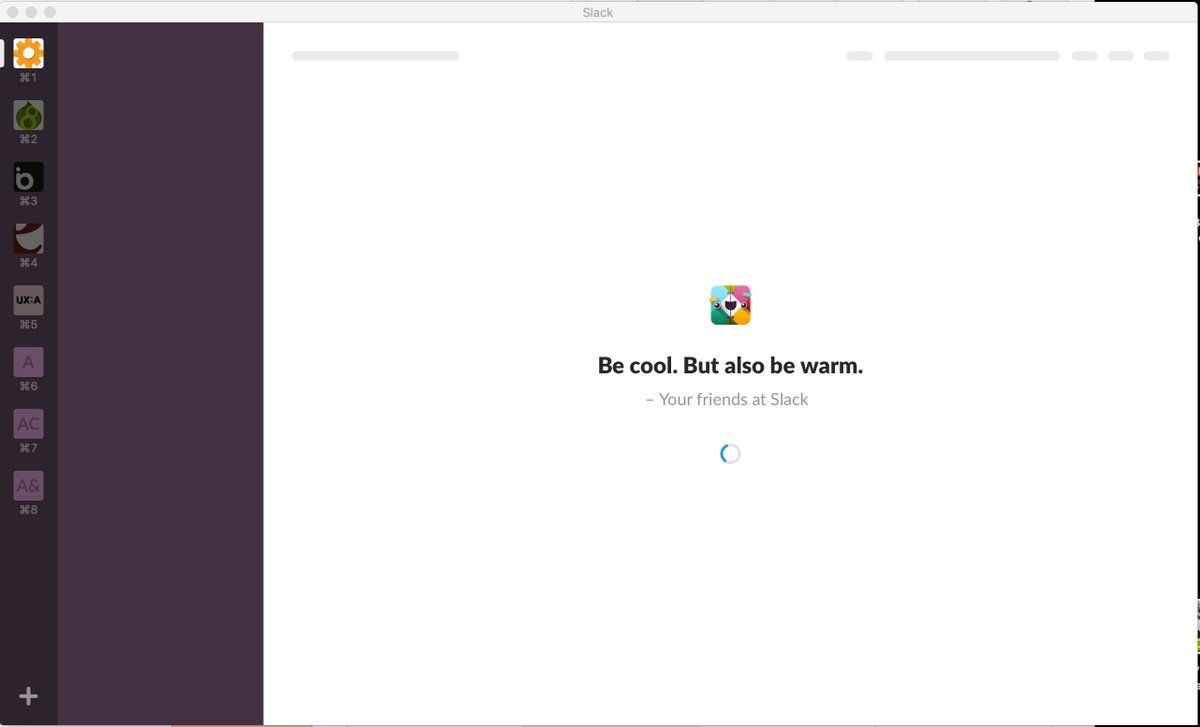 Slack
⌘1
⌘2
b
⌘3
⌘4
UX:A
⌘5
A
⌘6
AC
⌘7
A&
⌘8
Be cool. But also be warm.
– Your friends at Slack